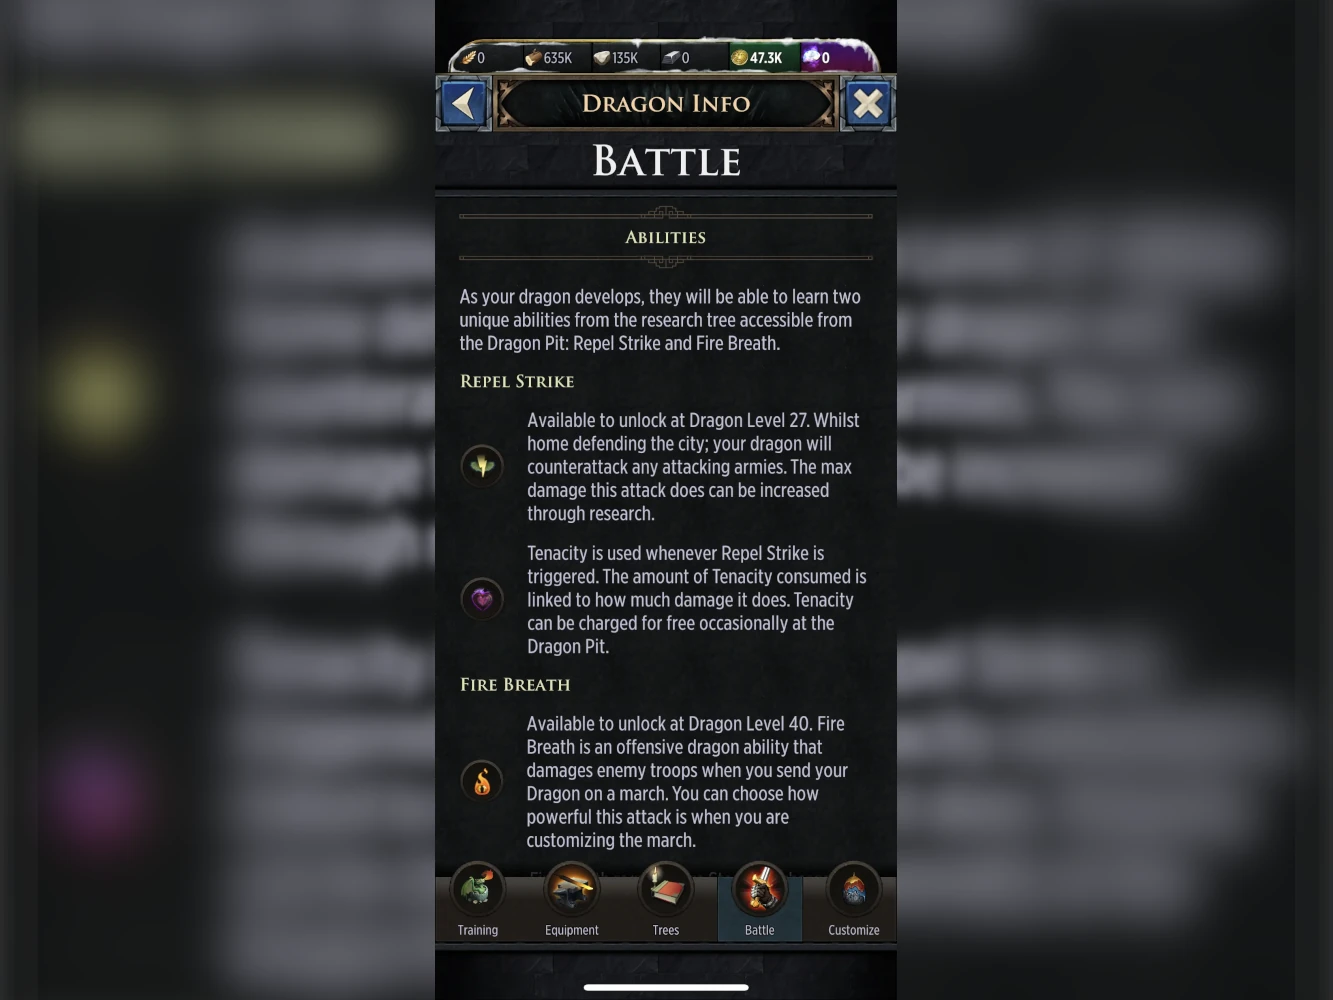 0 635K 135K 0 47.3K 0
Dragon Info
Battle
Abilities
As your dragon develops, they will be able to learn two
unique abilities from the research tree accessible from
the Dragon Pit: Repel Strike and Fire Breath.
Repel Strike
Available to unlock at Dragon Level 27. Whilst
home defending the city; your dragon will
counterattack any attacking armies. The max
damage this attack does can be increased
through research.
Tenacity is used whenever Repel Strike is
triggered. The amount of Tenacity consumed is
linked to how much damage it does. Tenacity
can be charged for free occasionally at the
Dragon Pit.
Fire Breath
Available to unlock at Dragon Level 40. Fire
Breath is an offensive dragon ability that
damages enemy troops when you send your
Dragon on a march. You can choose how
powerful this attack is when you are
customizing the march.
Training Equipment Trees Battle Customize